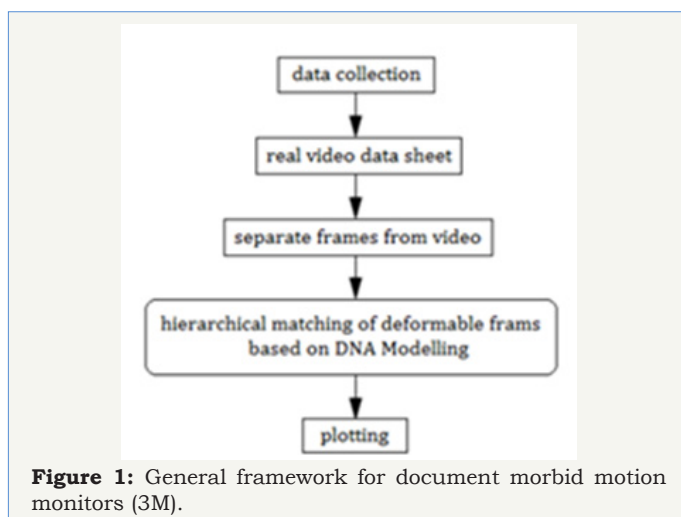 data collection
real video data sheet
separate frames from video
hierarchical matching of deformable frams
based on DNA Modelling
plotting
Figure 1: General framework for document morbid motion
monitors (3M).